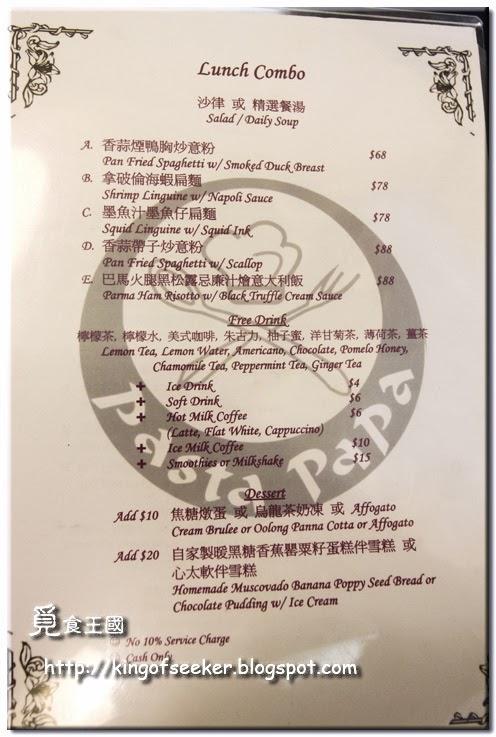 Lunch Combo
沙律 或 精選餐湯
Salad / Daily Soup
A. 香蒜煙鴨胸炒意粉
Pan Fried Spaghetti w/ Smoked Duck Breast $68
B. 拿破倫海蝦扁麵
Shrimp Linguine w/ Napoli Sauce $78
C. 墨魚汁墨魚仔扁麵 $78
Squid Linguine w/ Squid Ink
D. 香蒜帶子炒意粉 $88
Pan Fried Spaghetti w/ Scallop
E. 巴馬火腿黑松露忌廉汁燴意大利飯 $88
Parma Ham Risotto w/ Black Truffle Cream Sauce
Free Drink
檸檬茶, 檸檬水, 美式咖啡, 朱古力, 柚子蜜, 洋甘菊茶, 薄荷茶, 薑茶
Lemon Tea, Lemon Water, Americano, Chocolate, Pomelo Honey,
Chamomile Tea, Peppermint Tea, Ginger Tea
+ Ice Drink $4
+ Soft Drink $6
+ Hot Milk Coffee $6
(Latte, Flat White, Cappuccino)
+ Ice Milk Coffee $10
+ Smoothies or Milkshake $15
Pasta PaPa
Dessert
Add $10 焦糖燉蛋 或 烏龍茶奶凍 或 Affogato
Cream Brulee or Oolong Panna Cotta or Affogato
Add $20 自家製暖黑糖香蕉罌粟籽蛋糕伴雪糕 或
心太軟伴雪糕
Homemade Muscovado Banana Poppy Seed Bread or
Chocolate Pudding w/ Ice Cream
覓食王國
No 10% Service Charge
Cash Only
http://kingofseeker.blogspot.com/